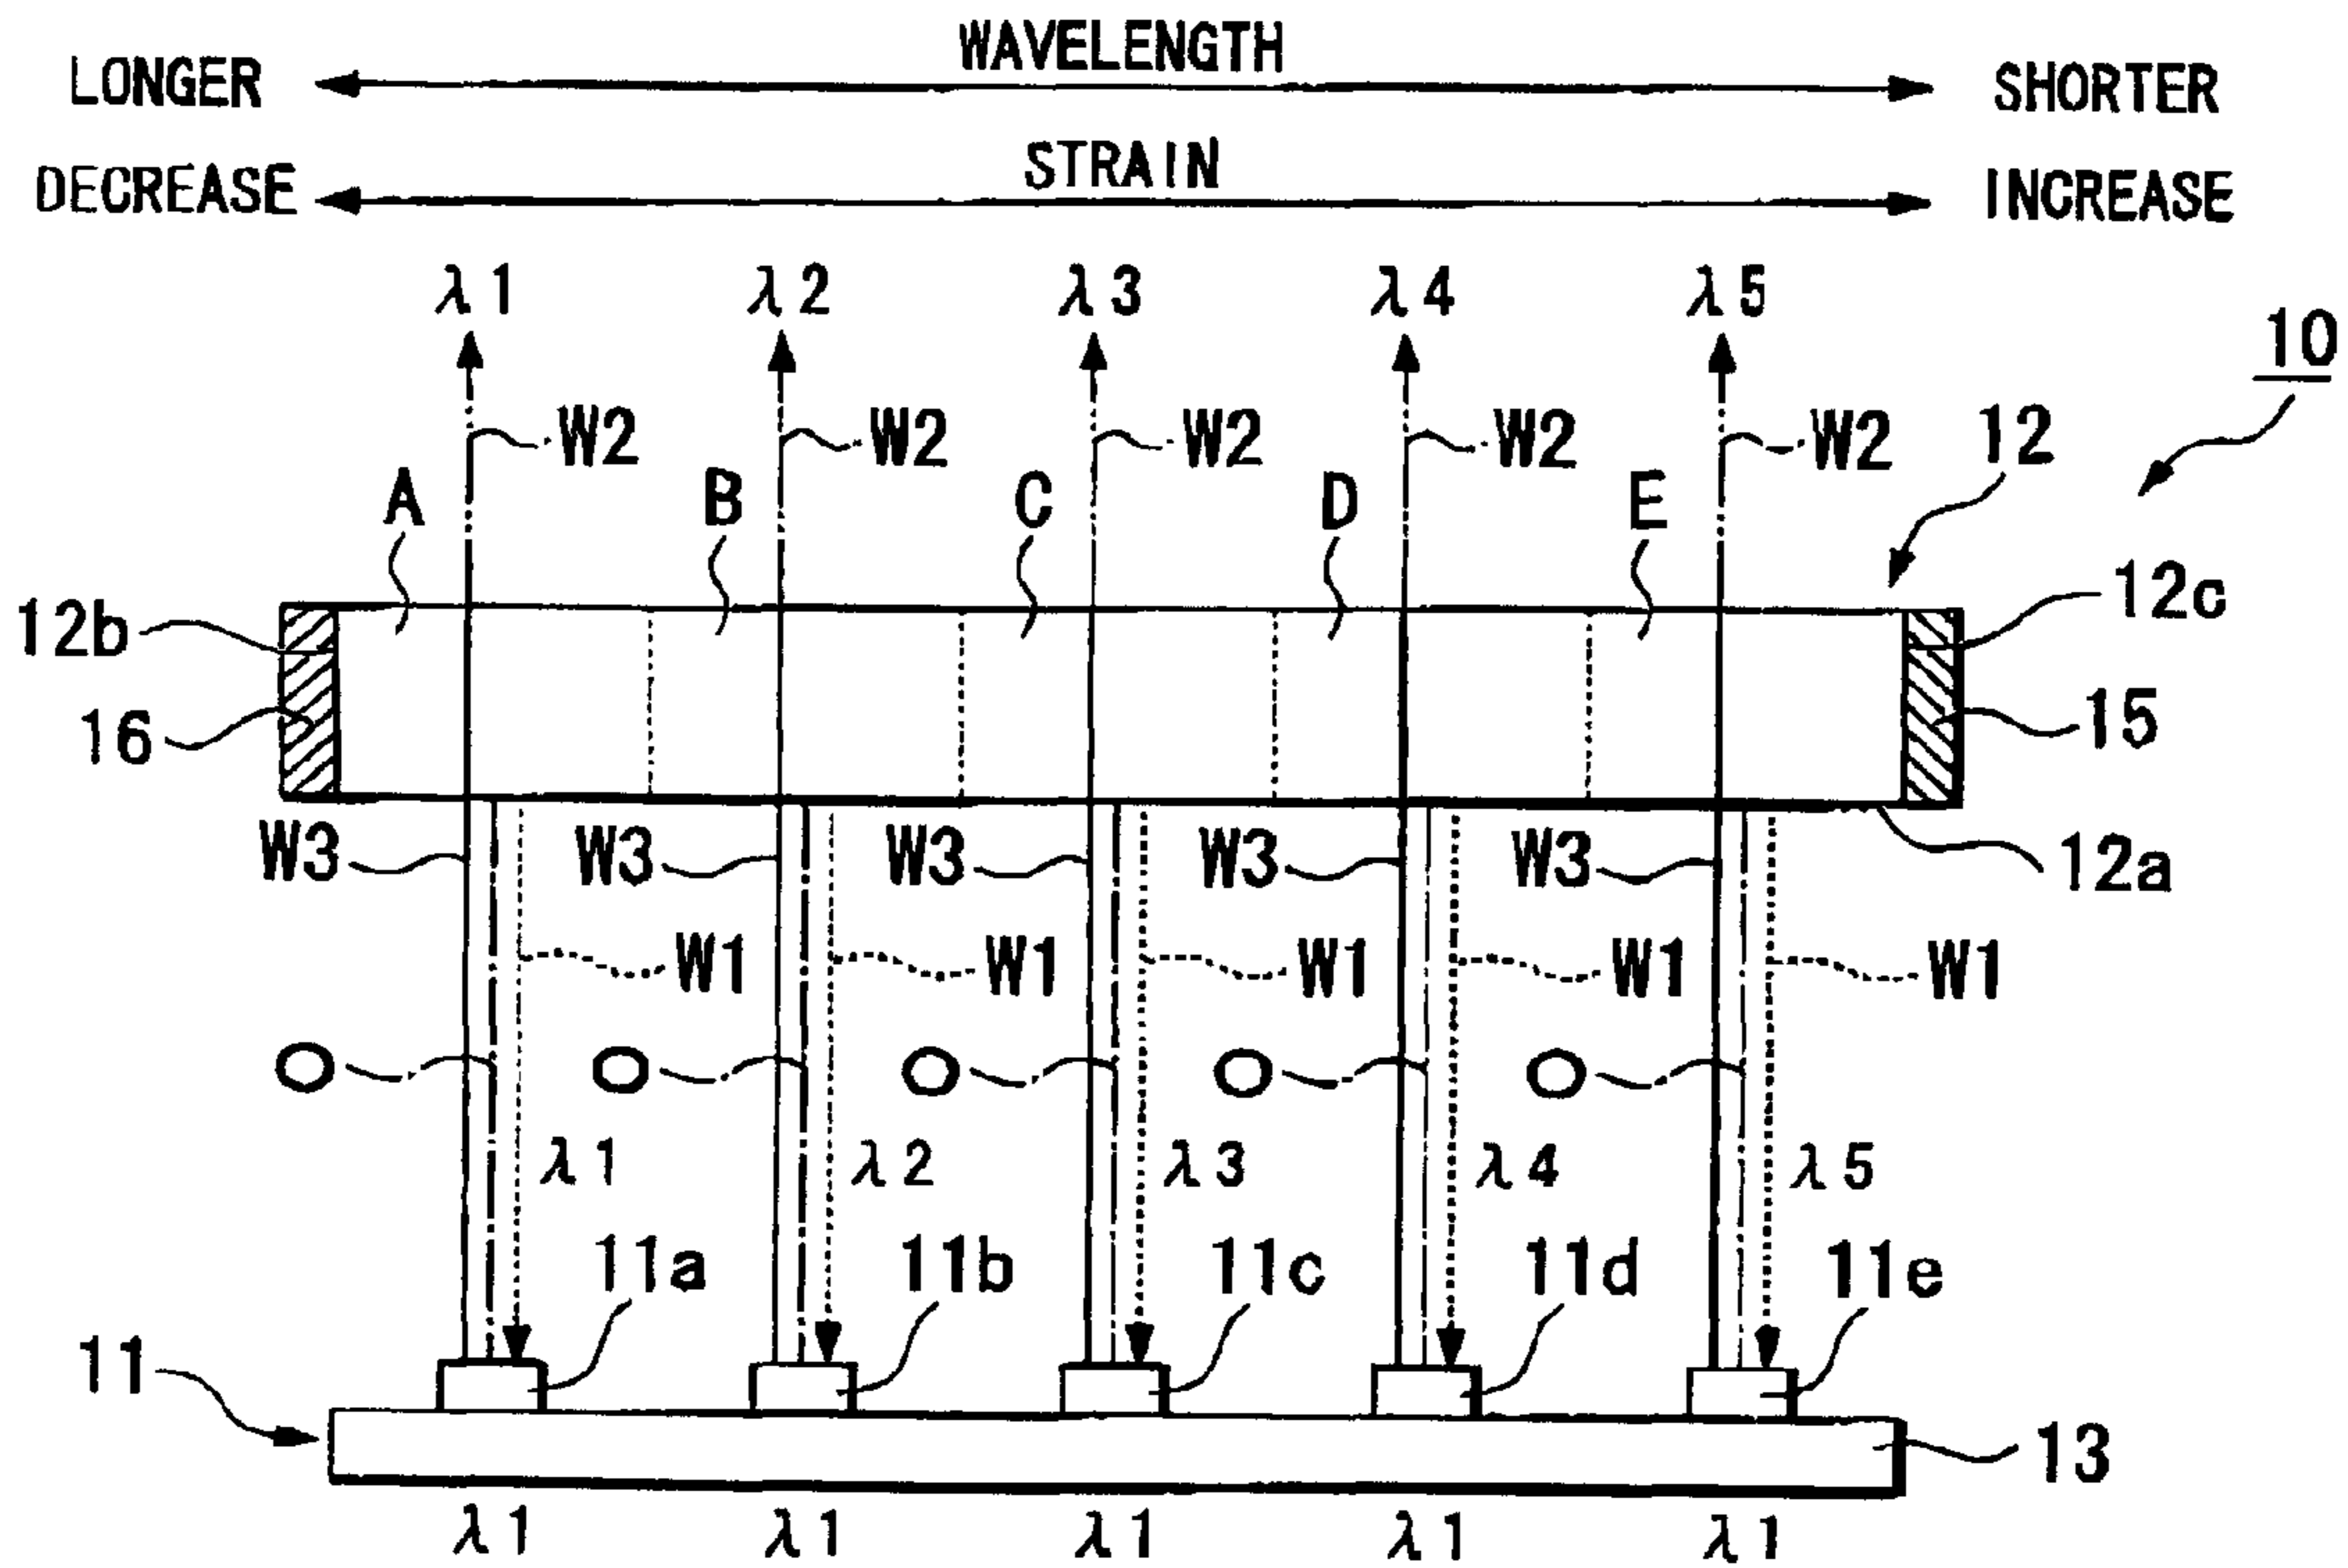 WAVELENGTH
LONGER SHORTER
STRAIN
DECREASE INCREASE
λ1 λ2 λ3 λ4 λ5
10
W2 W2 W2 W2 W2 12
A B C D E
12b 12c
16 15
W3 W3 W3 W3 W3 12a
W1 W1 W1 W1 W1
O O O O O
λ1 λ2 λ3 λ4 λ5
11a 11b 11c 11d 11e
11
13
λ1 λ1 λ1 λ1 λ1